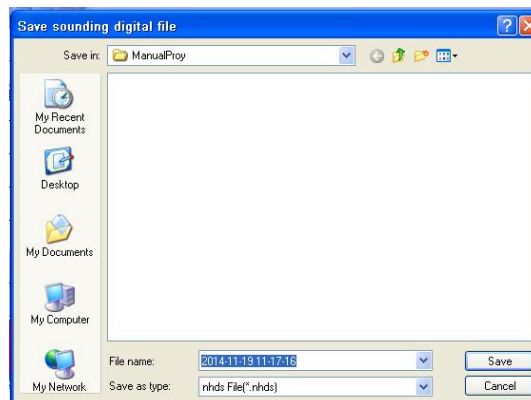 Save sounding digital file
Save in:
ManualProy
My Recent
Documents
Desktop
My Documents
My Computer
My Network
File name:
2014-11-19 11-17-16
Save
Save as type:
nhds File(*.nhds)
Cancel